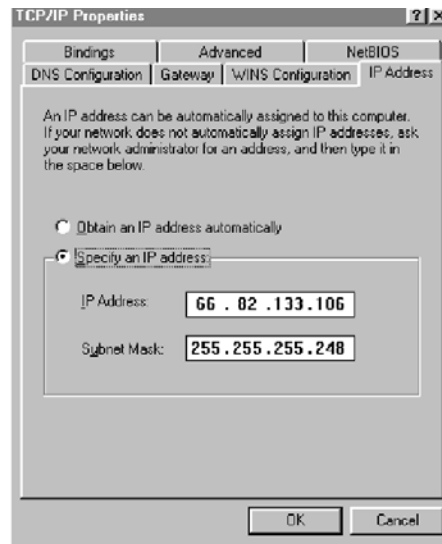 TCP/IP Properties
? X
Bindings
Advanced
NetBIOS
DNS Configuration
Gateway
WINS Configuration
IP Address
An IP address can be automatically assigned to this computer.
If your network does not automatically assign IP addresses, ask
your network administrator for an address, and then type it in
the space below.
Obtain an IP address automatically
Specify an IP address:
IP Address:
66 . 82 .133.106
Subnet Mask:
255.255.255.248
OK
Cancel